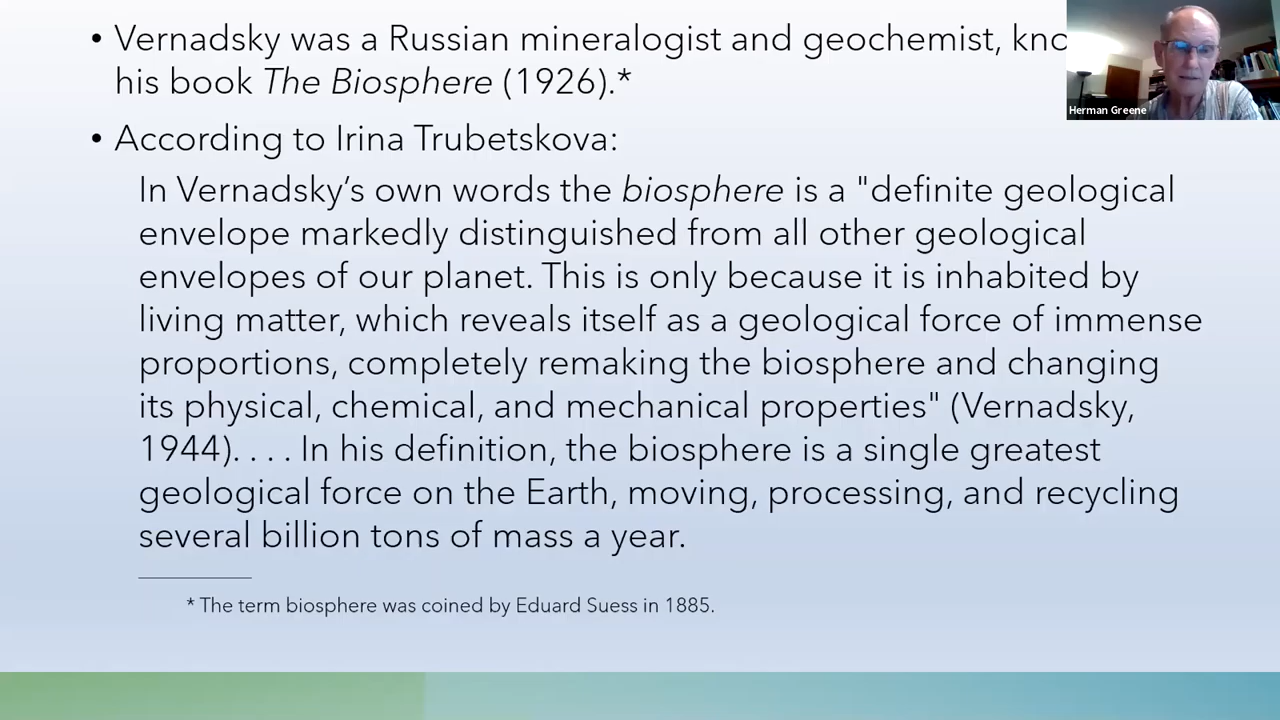 • Vernadsky was a Russian mineralogist and geochemist,
his book The Biosphere (1926).*
Herman Greene
• According to Irina Trubetskova:
In Vernadsky’s own words the biosphere is a "definite geological
envelope markedly distinguished from all other geological
envelopes of our planet. This is only because it is inhabited by
living matter, which reveals itself as a geological force of immense
proportions, completely remaking the biosphere and changing
its physical, chemical, and mechanical properties" (Vernadsky,
1944). . . . In his definition, the biosphere is a single greatest
geological force on the Earth, moving, processing, and recycling
several billion tons of mass a year.
* The term biosphere was coined by Eduard Suess in 1885.